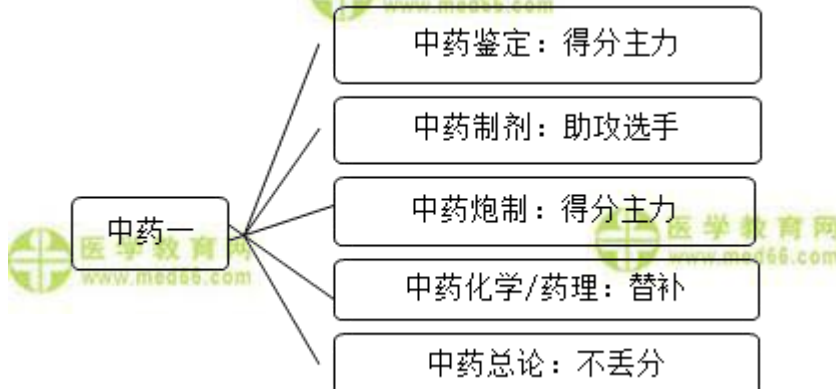 www.med66.com
中药鉴定：得分主力
中药制剂：助攻选手
中药一
中药炮制：得分主力
医学教育网
www.med66.com
医学教育网
www.med66.com
中药化学/药理：替补
中药总论：不丢分